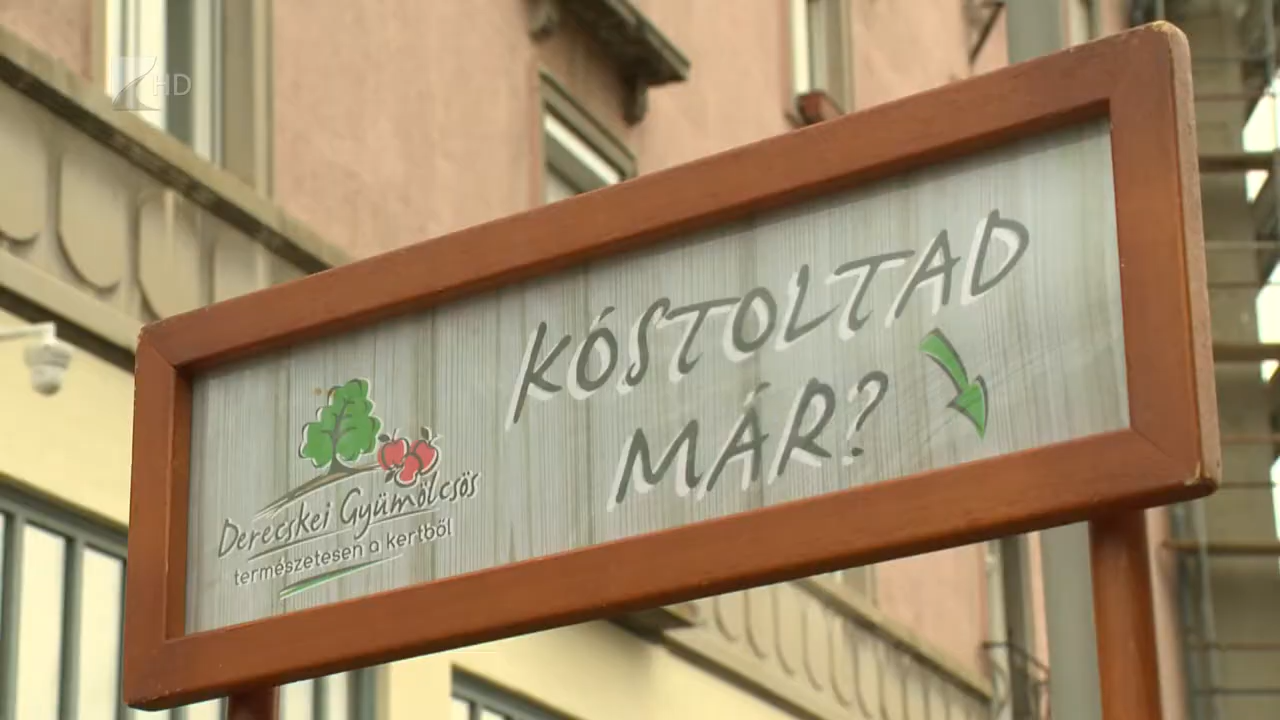 HD
KÓSTOLTAD
MÁR?
Derecskei Gyümölcsös
természetesen a kertből